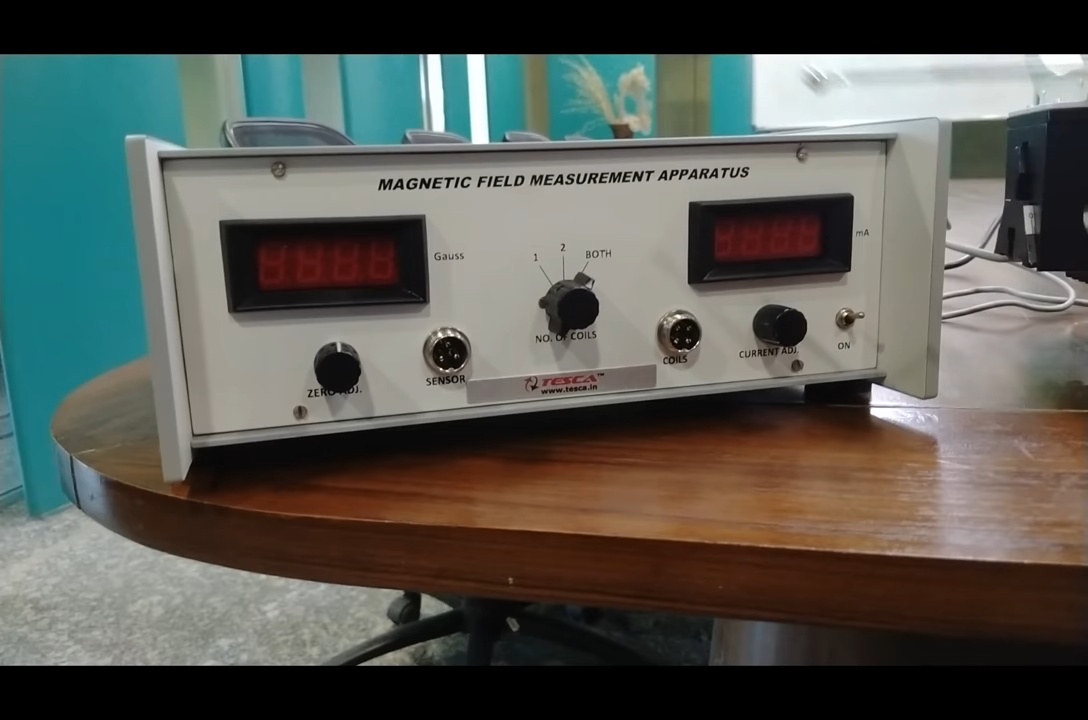 MAGNETIC FIELD MEASUREMENT APPARATUS
Gauss
1
2
BOTH
mA
NO. OF COILS
ZERO ADJ.
SENSOR
COILS
CURRENT ADJ.
ON
TESCA™
www.tesca.in